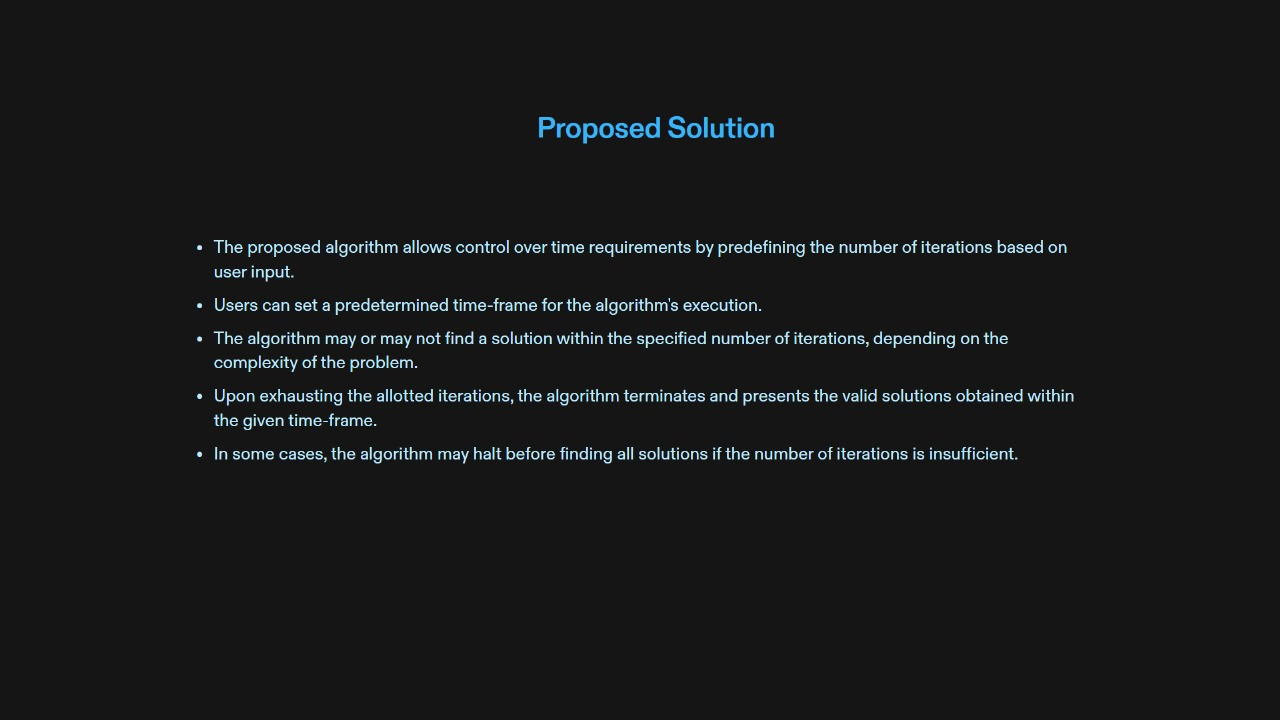 Proposed Solution
• The proposed algorithm allows control over time requirements by predefining the number of iterations based on
user input.
• Users can set a predetermined time-frame for the algorithm's execution.
• The algorithm may or may not find a solution within the specified number of iterations, depending on the
complexity of the problem.
• Upon exhausting the allotted iterations, the algorithm terminates and presents the valid solutions obtained within
the given time-frame.
• In some cases, the algorithm may halt before finding all solutions if the number of iterations is insufficient.